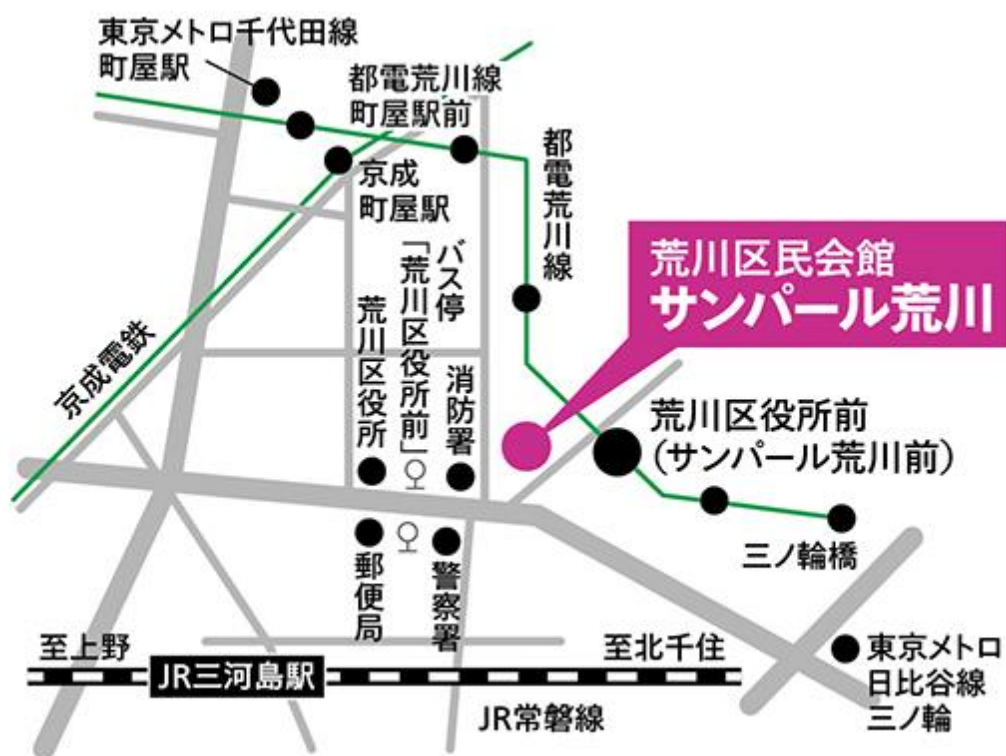 東京メトロ千代田線
町屋駅
都電荒川線
町屋駅前
京成
町屋駅
都電荒川線
荒川区民会館
サンパール荒川
京成電鉄
荒川区役所
バス停
「荒川区役所前」
消防署
荒川区役所前
(サンパール荒川前)
三ノ輪橋
郵便局
警察署
至上野
JR三河島駅
至北千住
JR常磐線
東京メトロ
日比谷線
三ノ輪